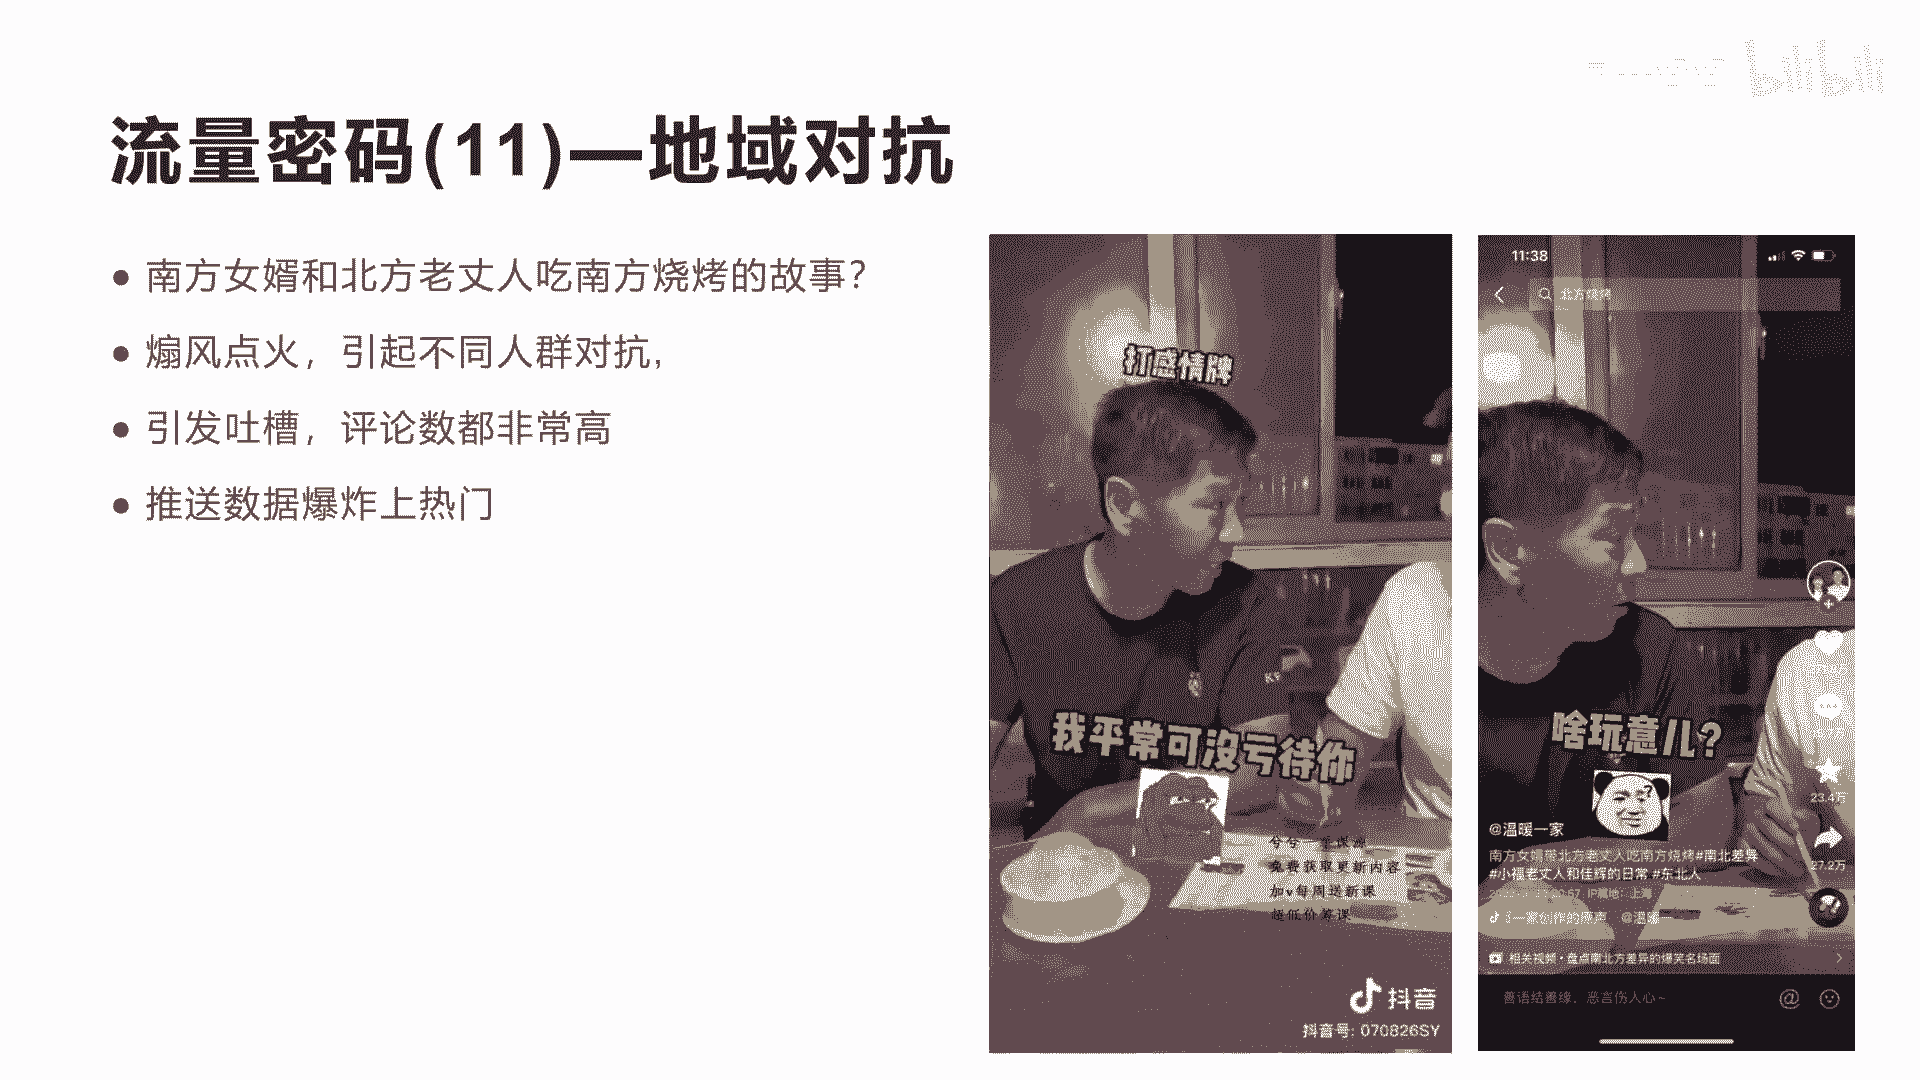 bilibili
流量密码(11)—地域对抗
• 南方女婿和北方老丈人吃南方烧烤的故事？
• 煽风点火，引起不同人群对抗，
• 引发吐槽，评论数都非常高
• 推送数据爆炸上热门
打感情牌
我平常可没亏待你
免费获取更新内容
加v每周送新课
超低价筹课
抖音
抖音号: 070826SY
11:38
北方烧烤
啥玩意儿？
23.4万
@温暖一家
南方女婿带北方老丈人吃南方烧烤#南北差异
#小福老丈人和佳辉的日常 #东北人
27.2万
IP属地：上海
一家创作的原声 @温暖一
相关视频·盘点南北方差异的爆笑名场面
善语结善缘，恶言伤人心~